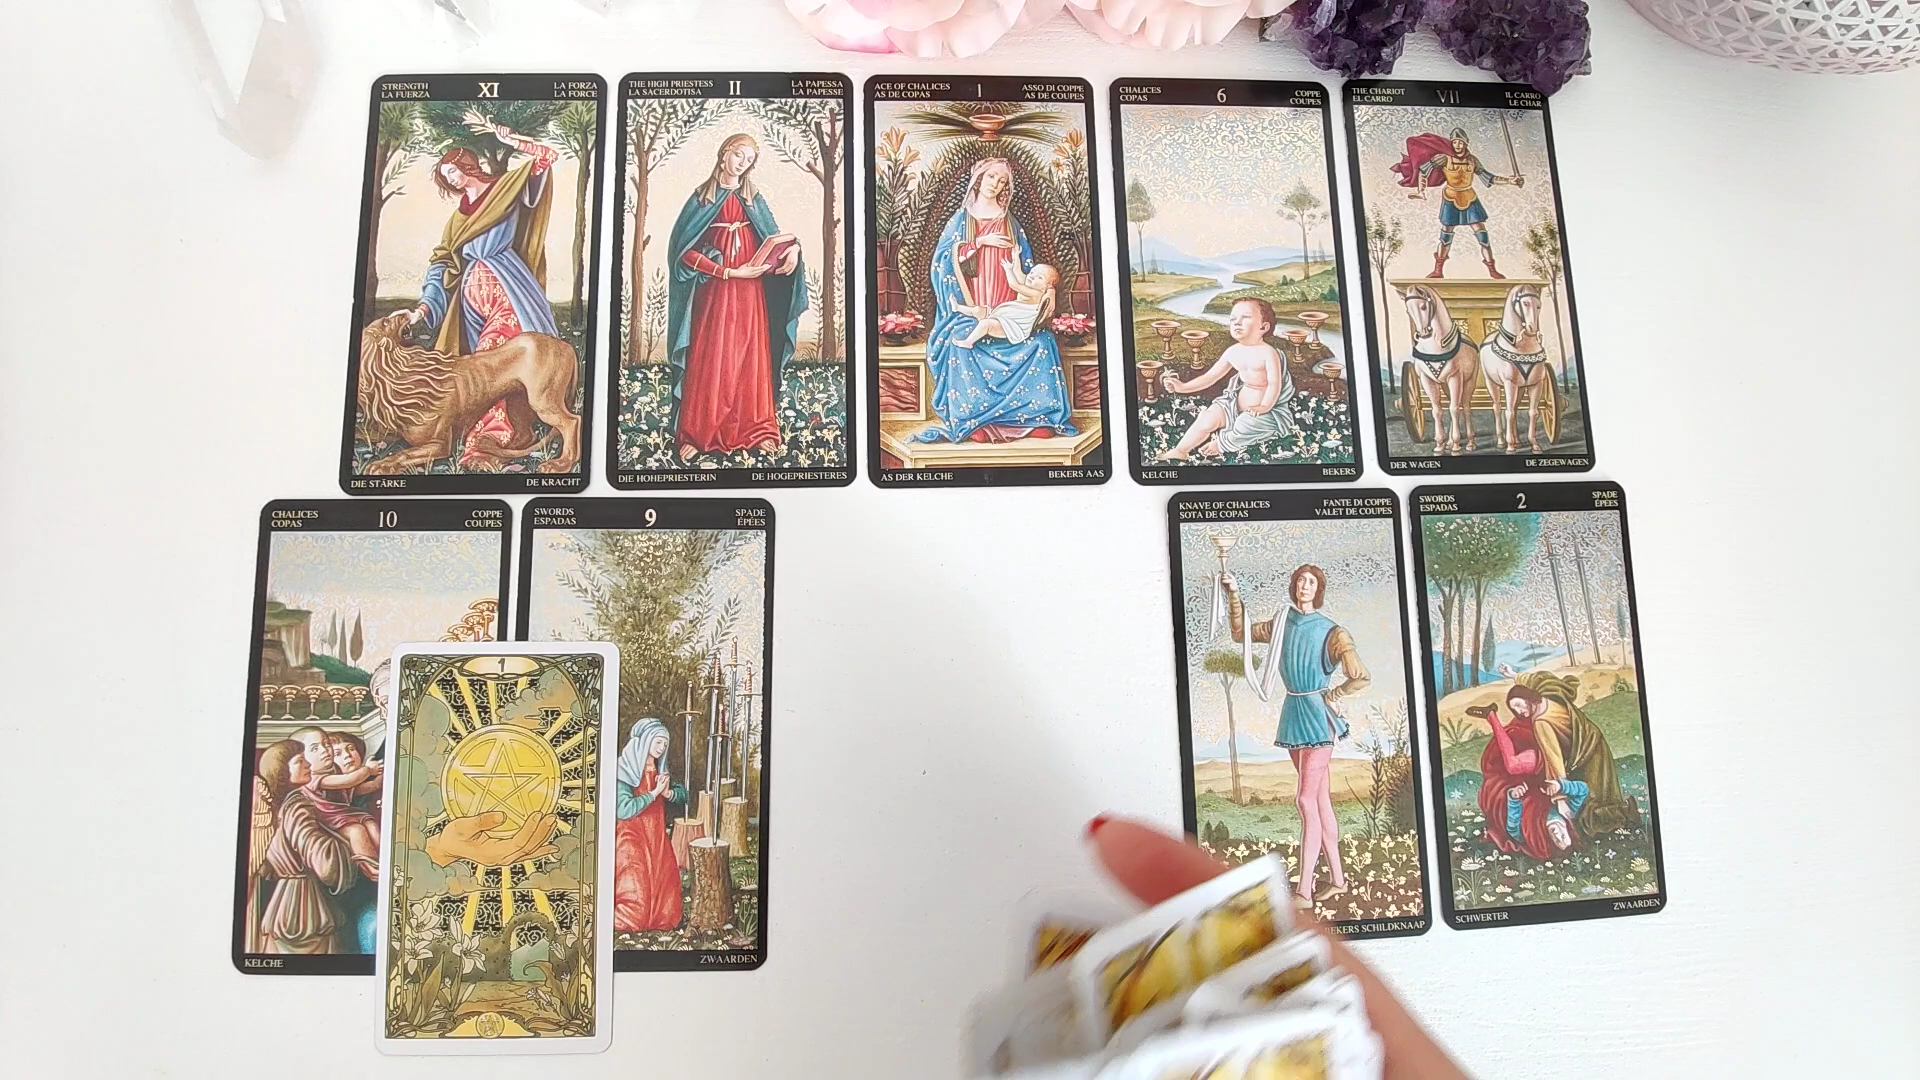 STRENGTH
LA FUERZA
XI
LA FORZA
LA FORCE
DIE STÄRKE
DE KRACHT
THE HIGH PRIESTESS
LA SACERDOTISA
II
LA PAPESSA
LA PAPESSE
DIE HOHEPRIESTERIN
DE HOGEPRIESTERES
ACE OF CHALICES
AS DE COPAS
I
ASSO DI COPPE
AS DE COUPES
AS DER KELCHE
BEKERS AAS
CHALICES
COPAS
6
COPPE
COUPES
KELCHE
BEKERS
THE CHARIOT
EL CARRO
VII
IL CARRO
LE CHAR
DER WAGEN
DE ZEGEWAGEN
CHALICES
COPAS
10
COPPE
COUPES
KELCHE
SWORDS
ESPADAS
9
SPADE
ÉPÉES
ZWAARDEN
1
KNAVE OF CHALICES
SOTA DE COPAS
FANTE DI COPPE
VALET DE COUPES
BEKERS SCHILDKNAAP
SWORDS
ESPADAS
2
SPADE
ÉPÉES
SCHWERTER
ZWAARDEN